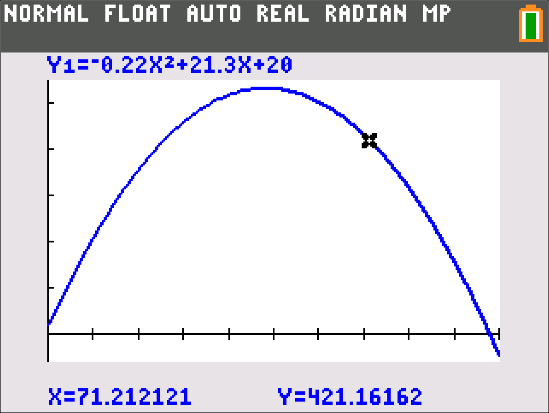 NORMAL FLOAT AUTO REAL RADIAN MP
Y1=⁻0.22X²+21.3X+20
X=71.212121 Y=421.16162